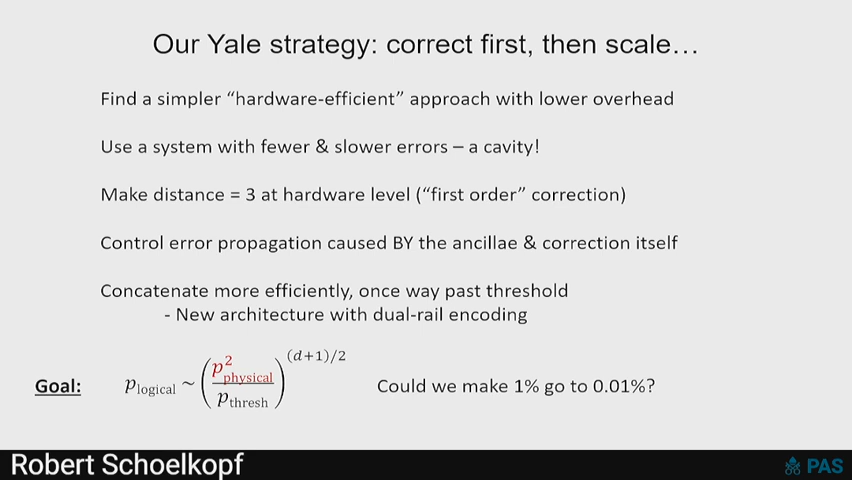 Our Yale strategy: correct first, then scale…
Find a simpler “hardware-efficient” approach with lower overhead
Use a system with fewer & slower errors – a cavity!
Make distance = 3 at hardware level (“first order” correction)
Control error propagation caused BY the ancillae & correction itself
Concatenate more efficiently, once way past threshold
- New architecture with dual-rail encoding
Goal: p_logical ~ (p²_physical / p_thresh)^(d+1)/2 Could we make 1% go to 0.01%?
Robert Schoelkopf
PAS